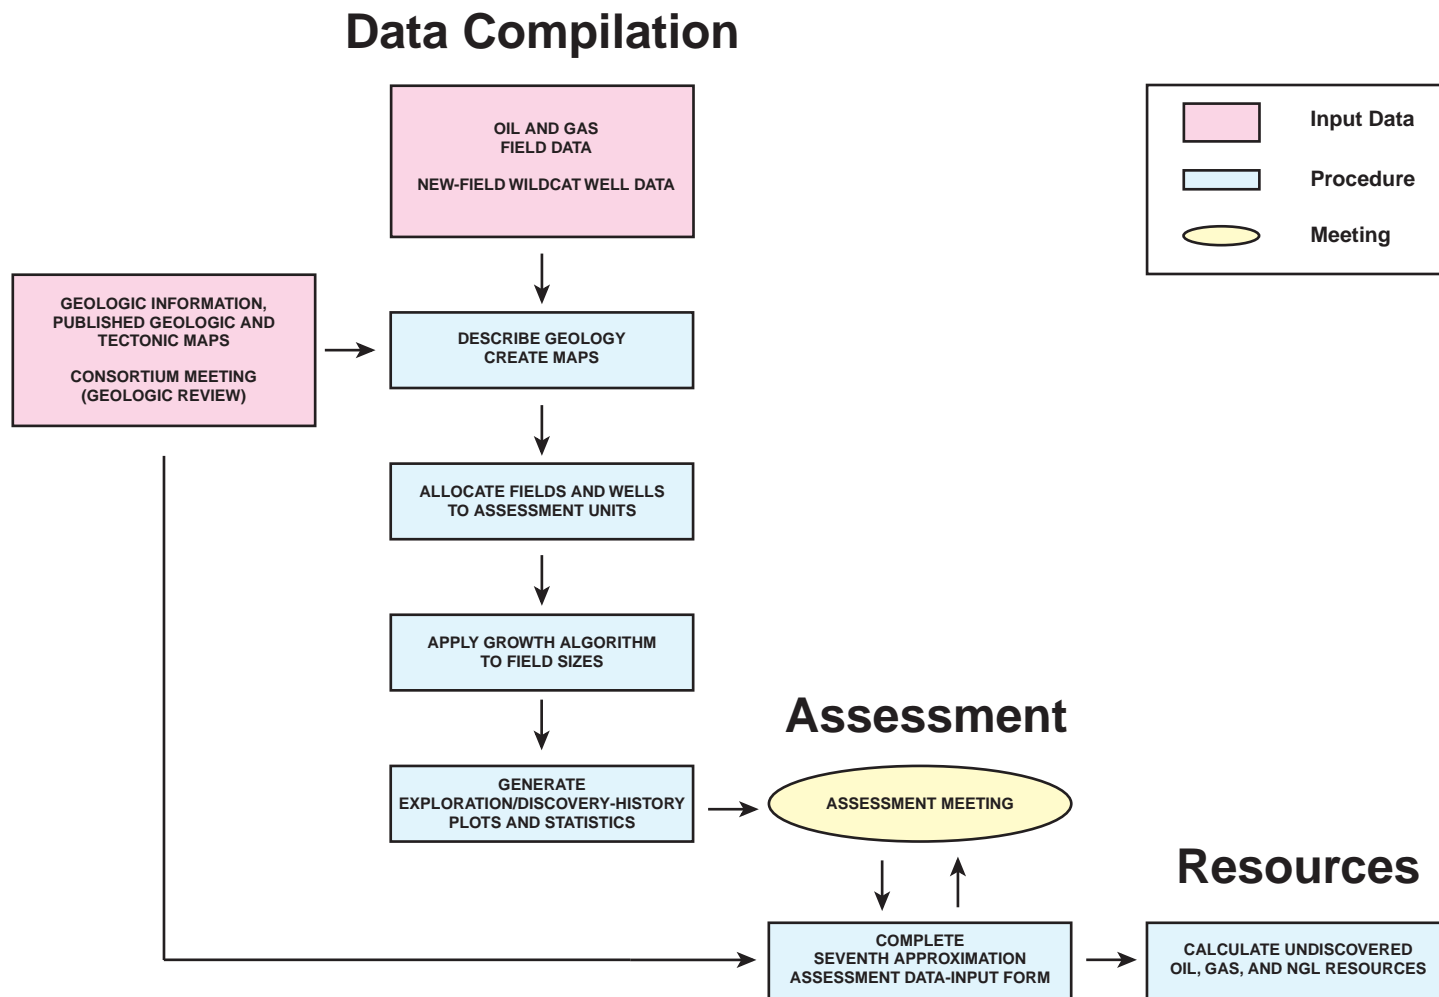 Data Compilation
OIL AND GAS
FIELD DATA
NEW-FIELD WILDCAT WELL DATA
Input Data
Procedure
Meeting
GEOLOGIC INFORMATION,
PUBLISHED GEOLOGIC AND
TECTONIC MAPS
CONSORTIUM MEETING
(GEOLOGIC REVIEW)
DESCRIBE GEOLOGY
CREATE MAPS
ALLOCATE FIELDS AND WELLS
TO ASSESSMENT UNITS
APPLY GROWTH ALGORITHM
TO FIELD SIZES
GENERATE
EXPLORATION/DISCOVERY-HISTORY
PLOTS AND STATISTICS
Assessment
ASSESSMENT MEETING
COMPLETE
SEVENTH APPROXIMATION
ASSESSMENT DATA-INPUT FORM
Resources
CALCULATE UNDISCOVERED
OIL, GAS, AND NGL RESOURCES